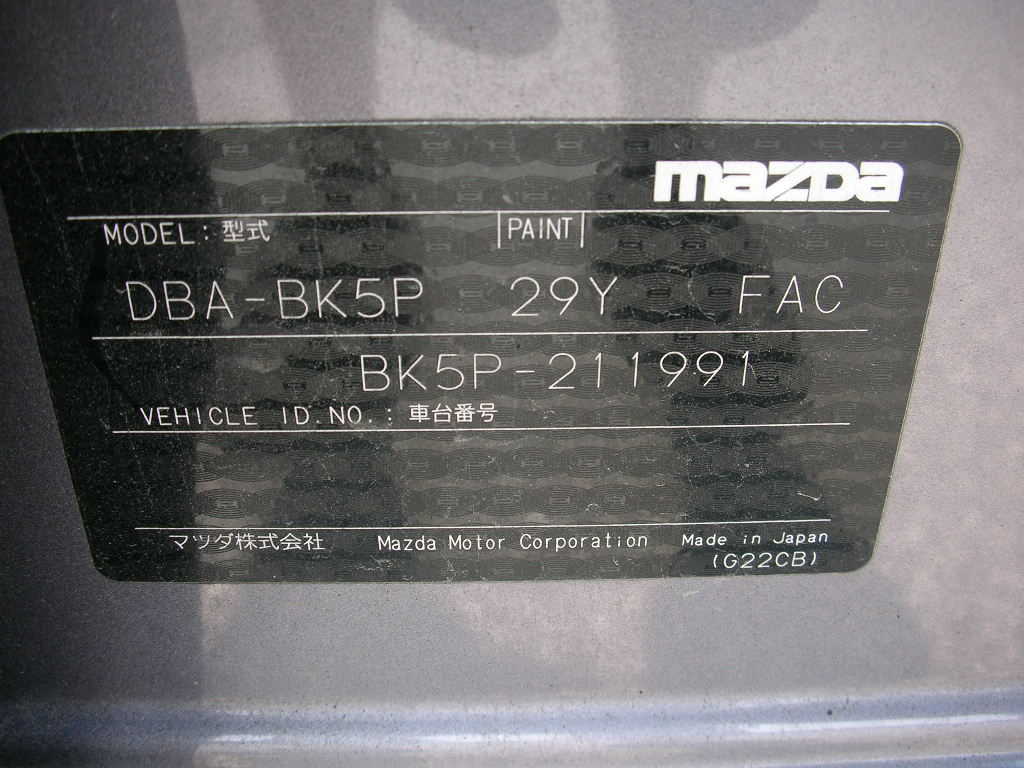 mazda
MODEL: 型式 PAINT
DBA-BK5P 29Y FAC
BK5P-211991
VEHICLE ID.NO.: 車台番号
マツダ株式会社 Mazda Motor Corporation Made in Japan
(G22CB)